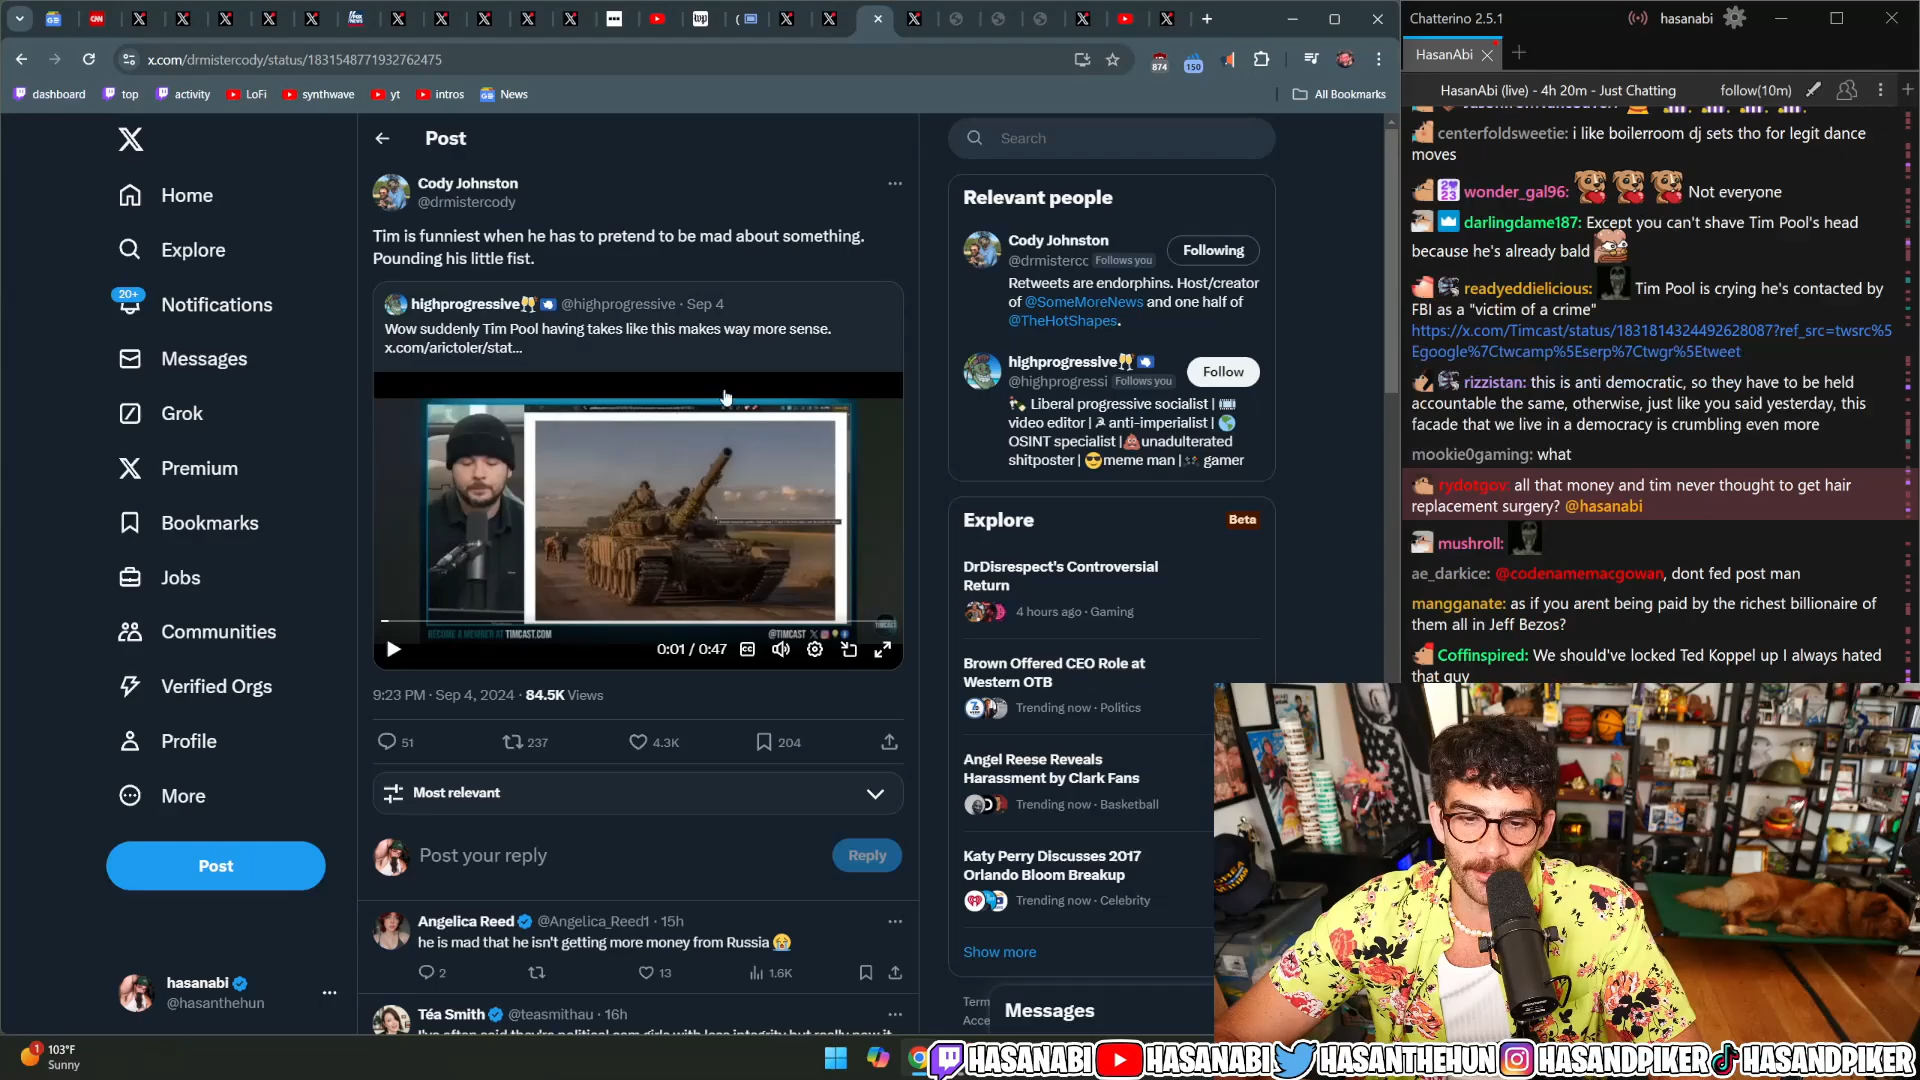 x.com/drmistercody/status/1831548771932762475
874
150
dashboard
top
activity
LoFi
synthwave
yt
intros
News
All Bookmarks
Home
Explore
20+
Notifications
Messages
Grok
Premium
Bookmarks
Jobs
Communities
Verified Orgs
Profile
More
Post
hasanabi
@hasanthehun
Post
Cody Johnston
@drmistercody
Tim is funniest when he has to pretend to be mad about something.
Pounding his little fist.
highprogressive @highprogressive · Sep 4
Wow suddenly Tim Pool having takes like this makes way more sense.
x.com/arictoler/stat...
BECOME A MEMBER AT TIMCAST.COM
@TIMCAST
0:01 / 0:47
9:23 PM · Sep 4, 2024 · 84.5K Views
51
237
4.3K
204
Most relevant
Post your reply
Reply
Angelica Reed @Angelica_Reed1 · 15h
he is mad that he isn't getting more money from Russia
2
13
1.6K
Téa Smith @teasmithau · 16h
Search
Relevant people
Cody Johnston
@drmistercc Follows you
Following
Retweets are endorphins. Host/creator
of @SomeMoreNews and one half of
@TheHotShapes.
highprogressive
@highprogressi Follows you
Follow
Liberal progressive socialist |
video editor | anti-imperialist |
OSINT specialist | unadulterated
shitposter | meme man | gamer
Explore
Beta
DrDisrespect's Controversial
Return
4 hours ago · Gaming
Brown Offered CEO Role at
Western OTB
Trending now · Politics
Angel Reese Reveals
Harassment by Clark Fans
Trending now · Basketball
Katy Perry Discusses 2017
Orlando Bloom Breakup
Trending now · Celebrity
Show more
Term
Acce
Messages
Chatterino 2.5.1
hasanabi
HasanAbi
HasanAbi (live) - 4h 20m - Just Chatting
follow(10m)
centerfoldsweetie: i like boilerroom dj sets tho for legit dance
moves
wonder_gal96: Not everyone
darlingdame187: Except you can't shave Tim Pool's head
because he's already bald
readyeddielicious: Tim Pool is crying he's contacted by
FBI as a "victim of a crime"
https://x.com/Timcast/status/1831814324492628087?ref_src=twsrc%5
Egoogle%7Ctwcamp%5Eserp%7Ctwgr%5Etweet
rizzistan: this is anti democratic, so they have to be held
accountable the same, otherwise, just like you said yesterday, this
facade that we live in a democracy is crumbling even more
mookie0gaming: what
rydotgov: all that money and tim never thought to get hair
replacement surgery? @hasanabi
mushroll:
ae_darkice: @codenamemacgowan, dont fed post man
mangganate: as if you arent being paid by the richest billionaire of
them all in Jeff Bezos?
Coffinspired: We should've locked Ted Koppel up I always hated
that guy
1
103°F
Sunny
HASANABI HASANABI HASANTHEHUN HASANDPIKER HASANDPIKER